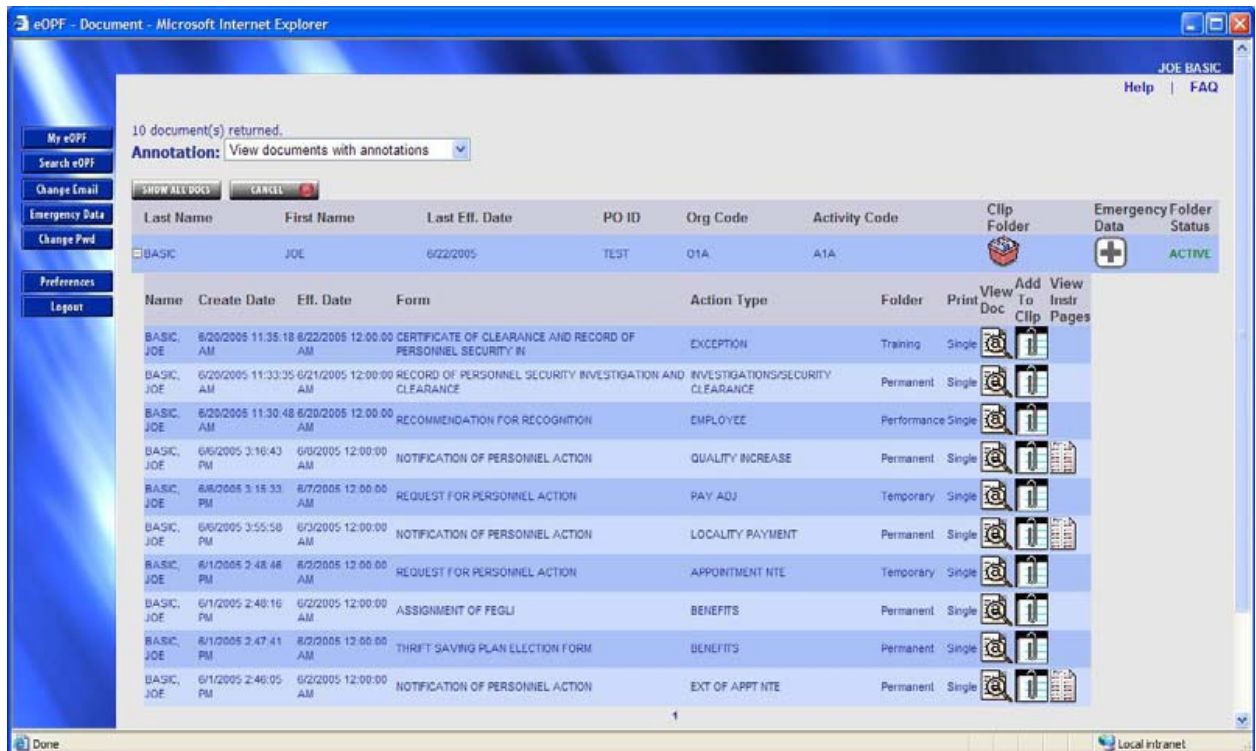 eOPF - Document - Microsoft Internet Explorer
JOE BASIC
Help | FAQ
My eOPF
Search eOPF
Change Email
Emergency Data
Change Pwd
Preferences
Logout
10 document(s) returned.
Annotation: View documents with annotations
SHOW ALL DOCS CANCEL
Last Name First Name Last Eff. Date PO ID Org Code Activity Code Clip Folder Emergency Data Folder Status
BASIC JOE 6/22/2005 TEST 01A A1A ACTIVE
Name Create Date Eff. Date Form Action Type Folder Print View Doc Add To Clip View Instr Pages
BASIC, JOE 6/20/2005 11:35:18 AM 6/22/2005 12:00:00 AM CERTIFICATE OF CLEARANCE AND RECORD OF PERSONNEL SECURITY IN EXCEPTION Training Single
BASIC, JOE 6/20/2005 11:33:35 AM 6/21/2005 12:00:00 AM RECORD OF PERSONNEL SECURITY INVESTIGATION AND CLEARANCE INVESTIGATIONS/SECURITY CLEARANCE Permanent Single
BASIC, JOE 6/20/2005 11:30:48 AM 6/20/2005 12:00:00 AM RECOMMENDATION FOR RECOGNITION EMPLOYEE Performance Single
BASIC, JOE 6/6/2005 3:16:43 PM 6/8/2005 12:00:00 AM NOTIFICATION OF PERSONNEL ACTION QUALITY INCREASE Permanent Single
BASIC, JOE 6/6/2005 3:15:33 PM 6/7/2005 12:00:00 AM REQUEST FOR PERSONNEL ACTION PAY ADJ Temporary Single
BASIC, JOE 6/6/2005 3:55:58 PM 6/3/2005 12:00:00 AM NOTIFICATION OF PERSONNEL ACTION LOCALITY PAYMENT Permanent Single
BASIC, JOE 6/1/2005 2:48:46 PM 6/2/2005 12:00:00 AM REQUEST FOR PERSONNEL ACTION APPOINTMENT NTE Temporary Single
BASIC, JOE 6/1/2005 2:48:16 PM 6/2/2005 12:00:00 AM ASSIGNMENT OF FEGLI BENEFITS Permanent Single
BASIC, JOE 6/1/2005 2:47:41 PM 6/2/2005 12:00:00 AM THRIFT SAVING PLAN ELECTION FORM BENEFITS Permanent Single
BASIC, JOE 6/1/2005 2:46:05 PM 6/2/2005 12:00:00 AM NOTIFICATION OF PERSONNEL ACTION EXT OF APPT NTE Permanent Single
1
Done Local intranet